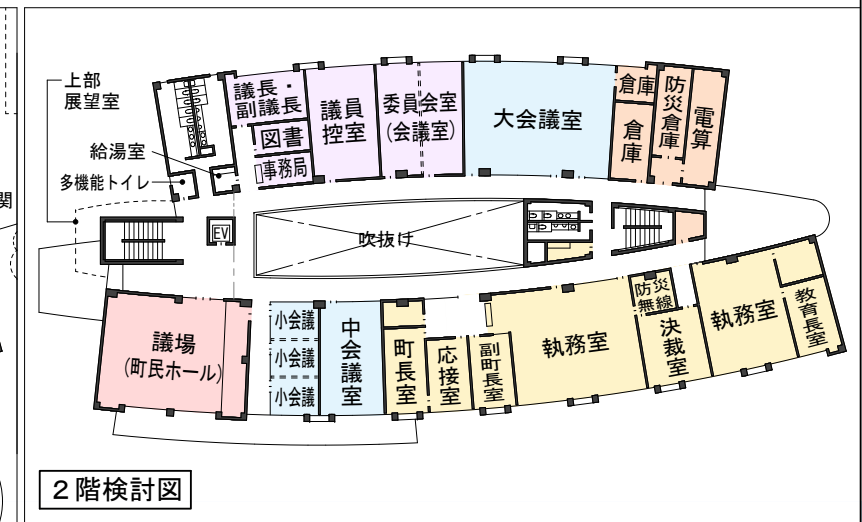 上部
展望室
給湯室
多機能トイレ
関
議長・
副議長
図書
事務局
議員
控室
委員会室
(会議室)
大会議室
倉庫
倉庫
防災倉庫
電算
EV
吹抜け
議場
(町民ホール)
小会議
小会議
小会議
中会議室
町長室
応接室
副町長室
執務室
防災
無線
決裁室
執務室
教育長室
２階検討図